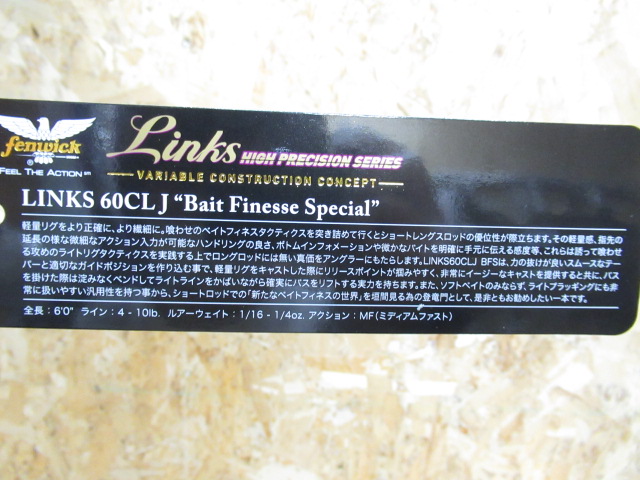 fenwick
®
FEEL THE ACTION SM
Links HIGH PRECISION SERIES
VARIABLE CONSTRUCTION CONCEPT
LINKS 60CL J “Bait Finesse Special”
軽量リグをより正確に、より繊細に。喰わせのベイトフィネスタクティクスを突き詰めて行くとショートレングスロッドの優位性が際立ちます。その軽量感、指先の
延長の様な微細なアクション入力が可能なハンドリングの良さ、ボトムインフォメーションや微かなバイトを明確に手元に伝える感度等、これらは誘って喰わせ
る攻めのライトリグタクティクスを実践する上でロングロッドには無い真価をアングラーにもたらします。LINKS60CLJ BFSは、力の抜けが良いスムースなテー
パーと適切なガイドポジションを作り込む事で、軽量リグをキャストした際にリリースポイントが掴みやすく、非常にイージーなキャストを提供すると共に、バス
を掛けた際は淀みなくベンドしてライトラインをかばいながら確実にバスをリフトする実力を持ちます。また、ソフトベイトのみならず、ライトプラッギングにも非
常に扱いやすい汎用性を持つ事から、ショートロッドでの「新たなベイトフィネスの世界」を垣間見る為の登竜門として、是非ともお勧めしたい一本です。
全長：6'0" ライン：4 - 10lb. ルアーウェイト：1/16 - 1/4oz. アクション：MF（ミディアムファスト）